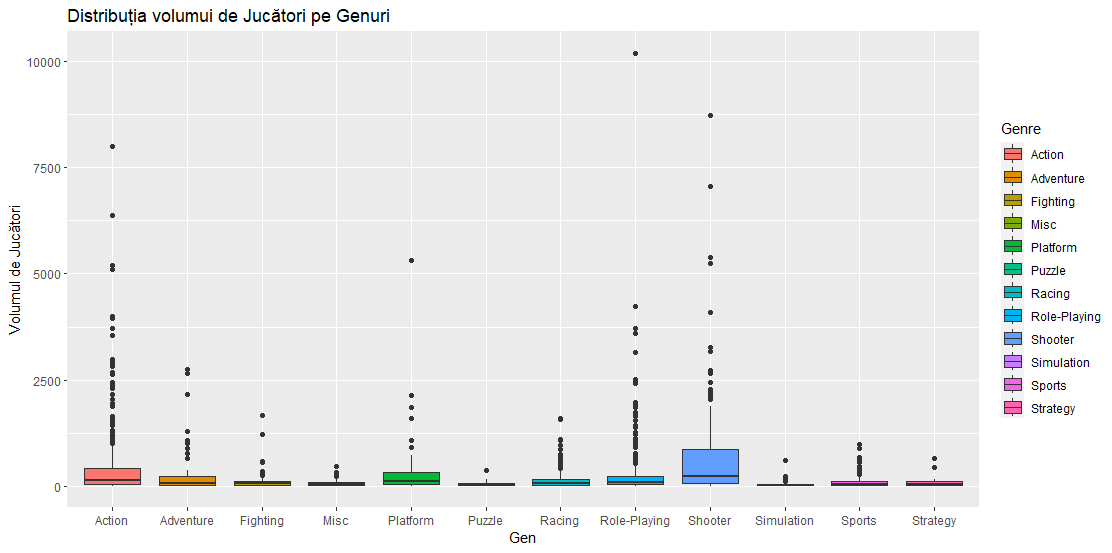 Distribuția volumui de Jucători pe Genuri
Volumul de Jucători
10000
7500
5000
2500
0
Action Adventure Fighting Misc Platform Puzzle Racing Role-Playing Shooter Simulation Sports Strategy
Gen
Genre
Action
Adventure
Fighting
Misc
Platform
Puzzle
Racing
Role-Playing
Shooter
Simulation
Sports
Strategy